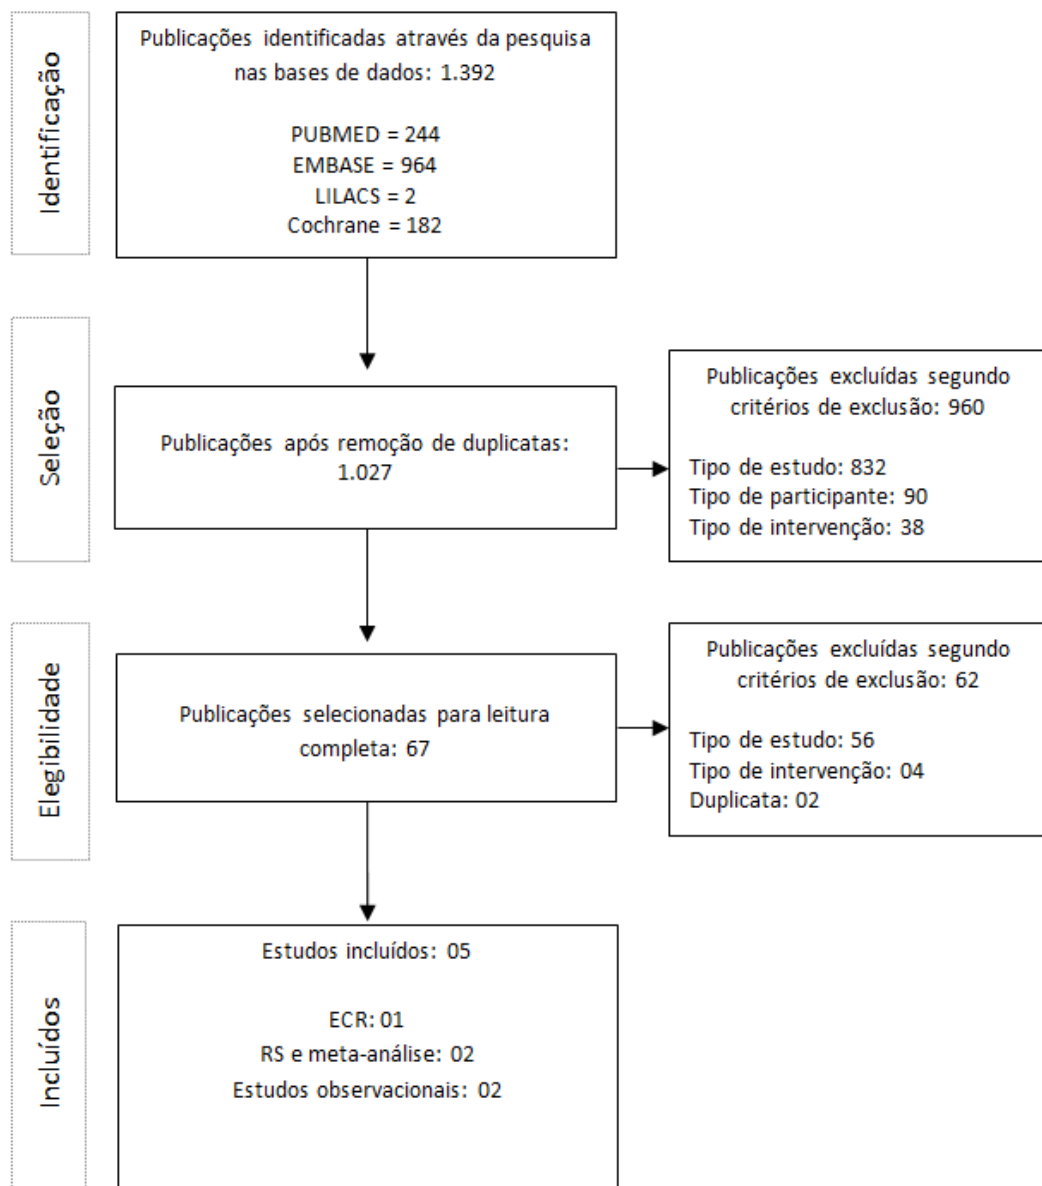 Identificação
Publicações identificadas através da pesquisa
nas bases de dados: 1.392
PUBMED = 244
EMBASE = 964
LILACS = 2
Cochrane = 182
Seleção
Publicações após remoção de duplicatas:
1.027
Publicações excluídas segundo
critérios de exclusão: 960
Tipo de estudo: 832
Tipo de participante: 90
Tipo de intervenção: 38
Elegibilidade
Publicações selecionadas para leitura
completa: 67
Publicações excluídas segundo
critérios de exclusão: 62
Tipo de estudo: 56
Tipo de intervenção: 04
Duplicata: 02
Incluídos
Estudos incluídos: 05
ECR: 01
RS e meta-análise: 02
Estudos observacionais: 02